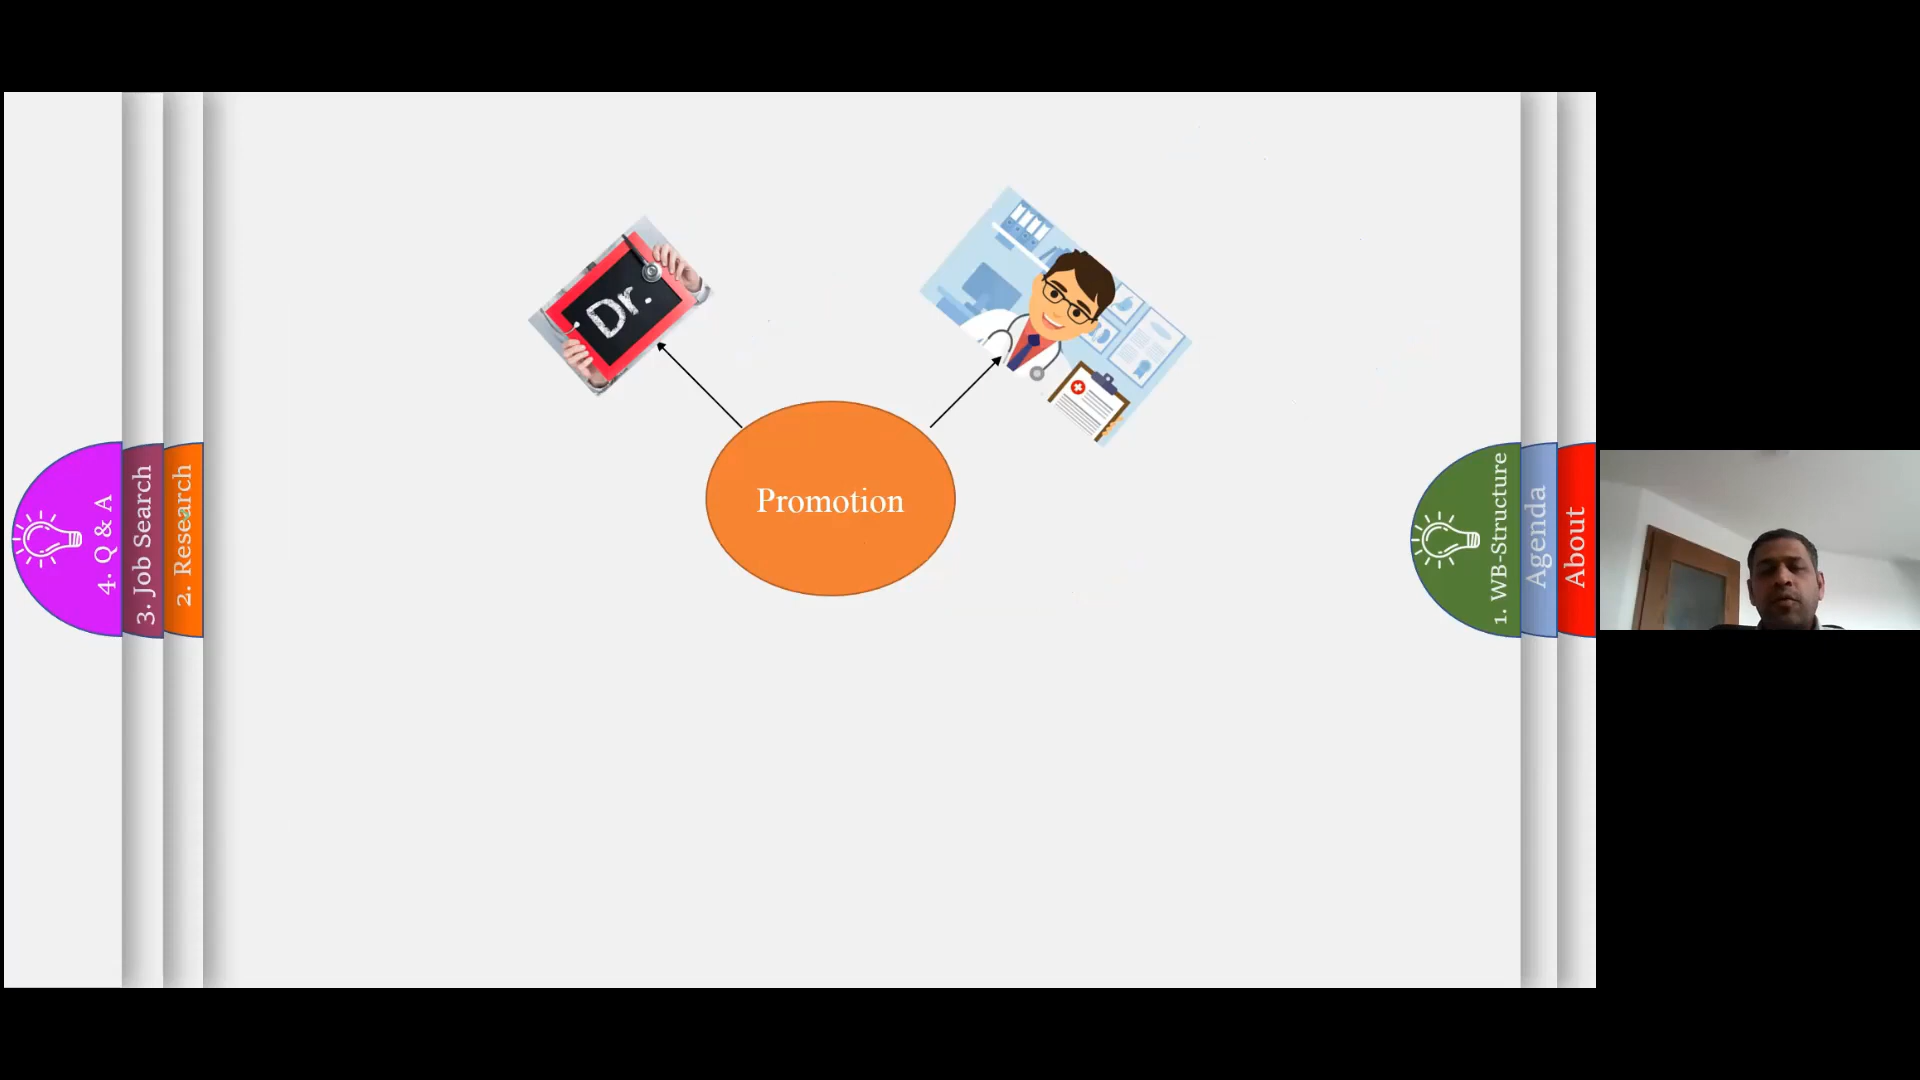 4. Q & A
3. Job Search
2. Research
Dr.
Promotion
1. WB-Structure
Agenda
About